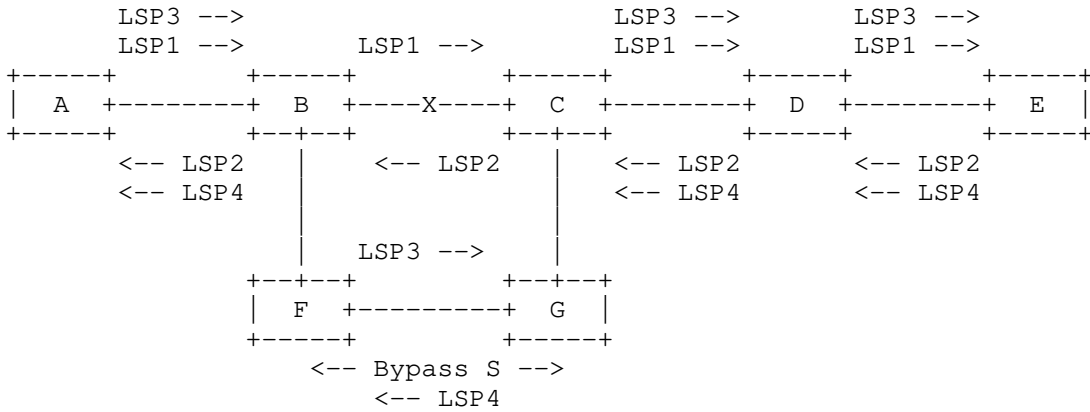 LSP3 --> LSP3 --> LSP3 -->
LSP1 --> LSP1 --> LSP1 --> LSP1 -->
A B X C D E
<-- LSP2 <-- LSP2 <-- LSP2 <-- LSP2
<-- LSP4 <-- LSP4 <-- LSP4
LSP3 -->
F G
<-- Bypass S -->
<-- LSP4